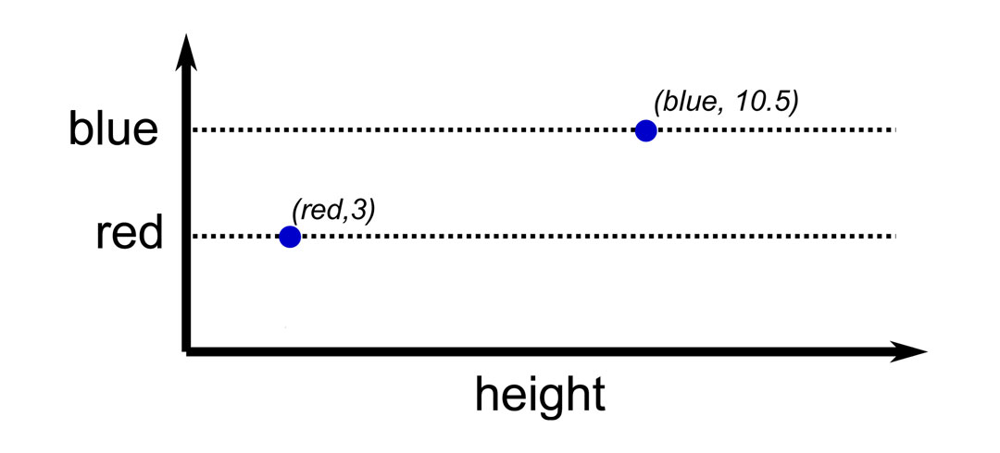 (blue, 10.5)
blue
(red,3)
red
height